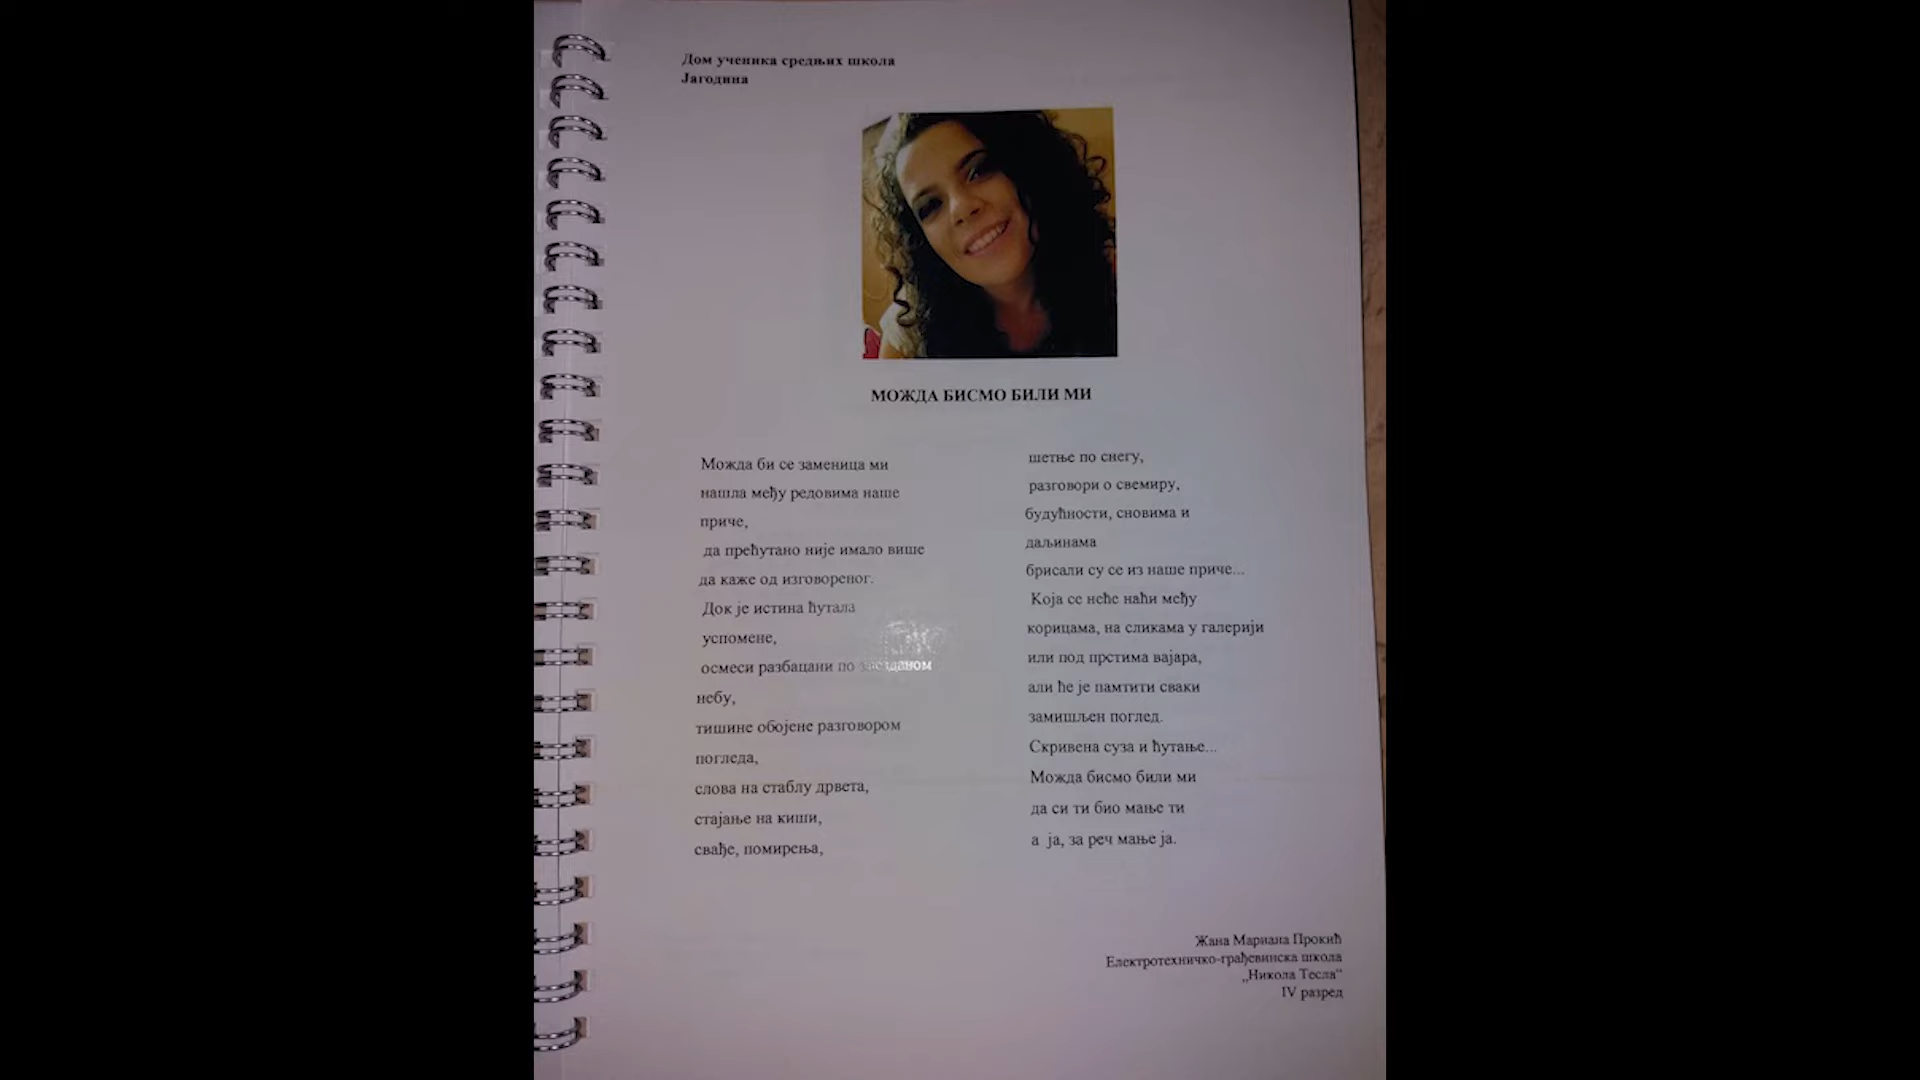 Дом ученика средњих школа
Јагодина
МОЖДА БИСМО БИЛИ МИ
Можда би се заменица ми
нашла међу редовима наше
приче,
да прећутано није имало више
да каже од изговореног.
Док је истина ћутала
успомене,
осмеси разбацани по звезданом
небу,
тишине обојене разговором
погледа,
слова на стаблу дрвета,
стајање на киши,
свађе, помирења,
шетње по снегу,
разговори о свемиру,
будућности, сновима и
даљинама
брисали су се из наше приче...
Која се неће наћи међу
корицама, на сликама у галерији
или под прстима вајара,
али ће је памтити сваки
замишљен поглед.
Скривена суза и ћутање...
Можда бисмо били ми
да си ти био мање ти
а ја, за реч мање ја.
Жана Мариана Прокић
Електротехничко-грађевинска школа
„Никола Тесла“
IV разред